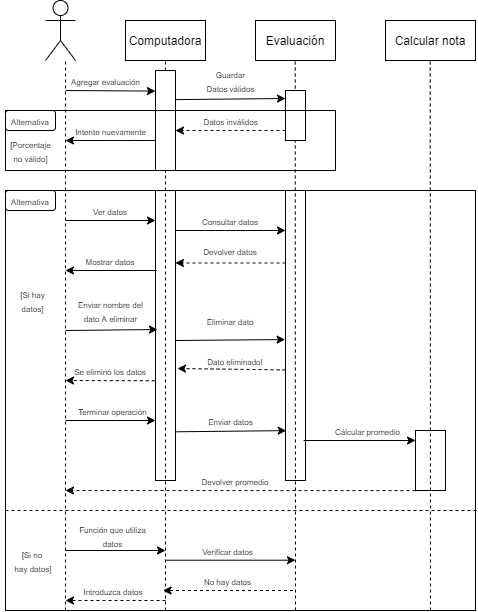 Computadora
Evaluación
Calcular nota
Agregar evaluación
Guardar
Datos válidos
Alternativa
Datos inválidos
Intente nuevamente
[Porcentaje
no válido]
Alternativa
Ver datos
Consultar datos
Devolver datos
Mostrar datos
[Si hay
datos]
Enviar nombre del
dato A eliminar
Eliminar dato
Dato eliminado!
Se eliminó los datos
Terminar operación
Enviar datos
Cálcular promedio
Devolver promedio
Función que utiliza
datos
[Si no
hay datos]
Verificar datos
No hay datos
Introduzca datos